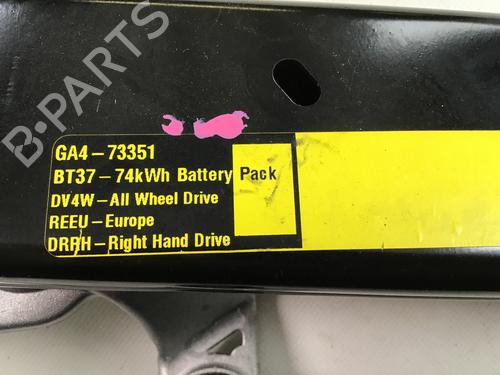 B-PARTS
GA4-73351
BT37-74kWh Battery Pack
DV4W-All Wheel Drive
REEU-Europe
DRRH-Right Hand Drive